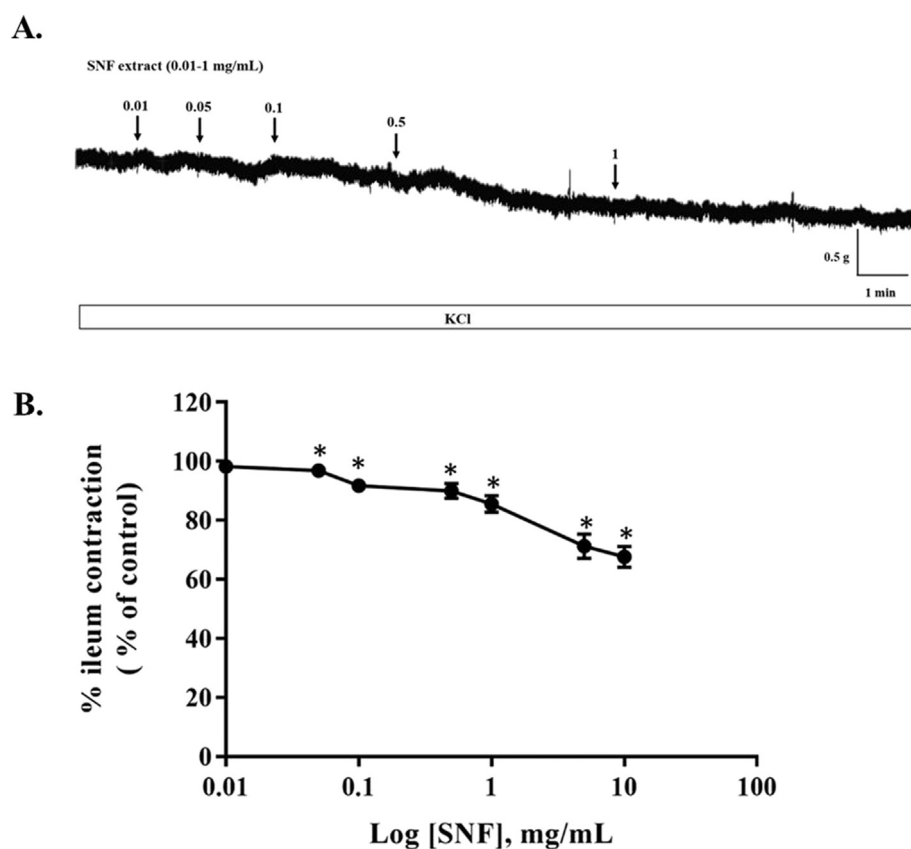 A.
SNF extract (0.01-1 mg/mL)
0.01 0.05 0.1 0.5 1
0.5 g
1 min
KCl
B.
% ileum contraction
( % of control)
120
100
80
60
40
20
0
* * * * * *
0.01 0.1 1 10 100
Log [SNF], mg/mL